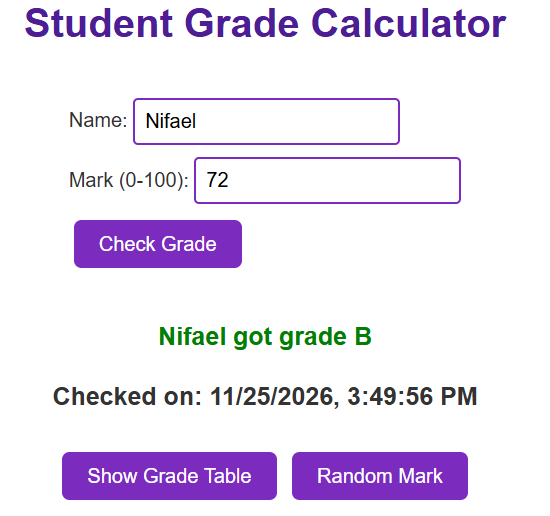 Student Grade Calculator
Name: Nifael
Mark (0-100): 72
Check Grade
Nifael got grade B
Checked on: 11/25/2026, 3:49:56 PM
Show Grade Table Random Mark